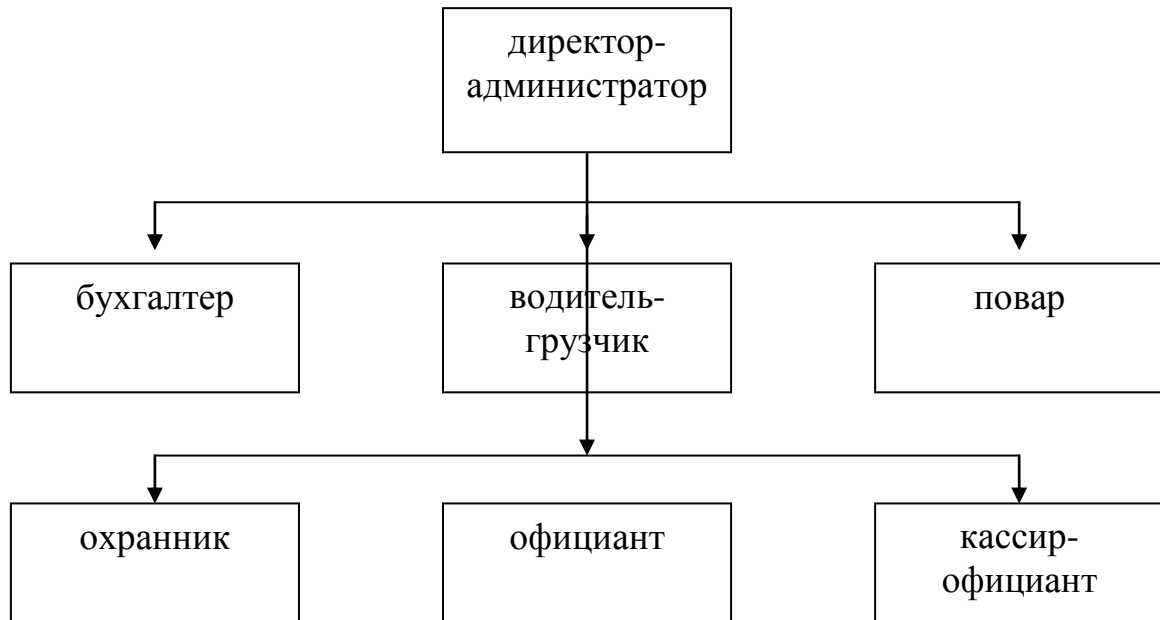 директор-
администратор
бухгалтер
водитель-
грузчик
повар
охранник
официант
кассир-
официант